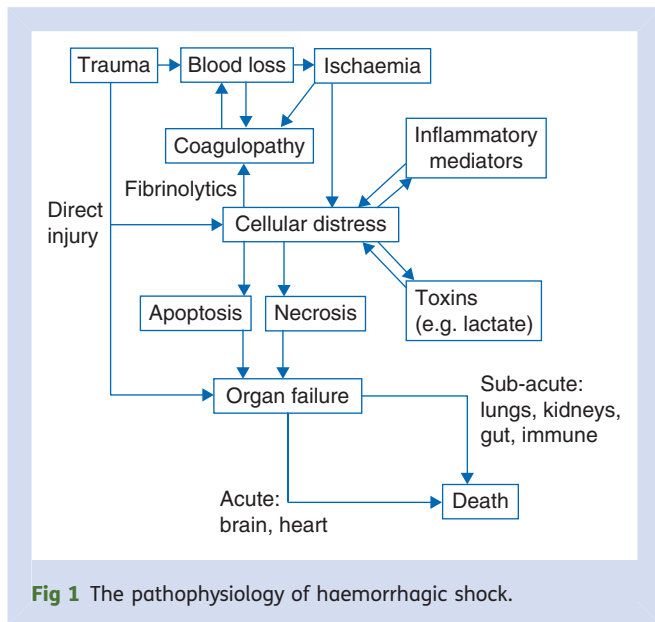 Trauma
Blood loss
Ischaemia
Coagulopathy
Inflammatory
mediators
Fibrinolytics
Direct
injury
Cellular distress
Apoptosis
Necrosis
Toxins
(e.g. lactate)
Organ failure
Sub-acute:
lungs, kidneys,
gut, immune
Acute:
brain, heart
Death
Fig 1 The pathophysiology of haemorrhagic shock.